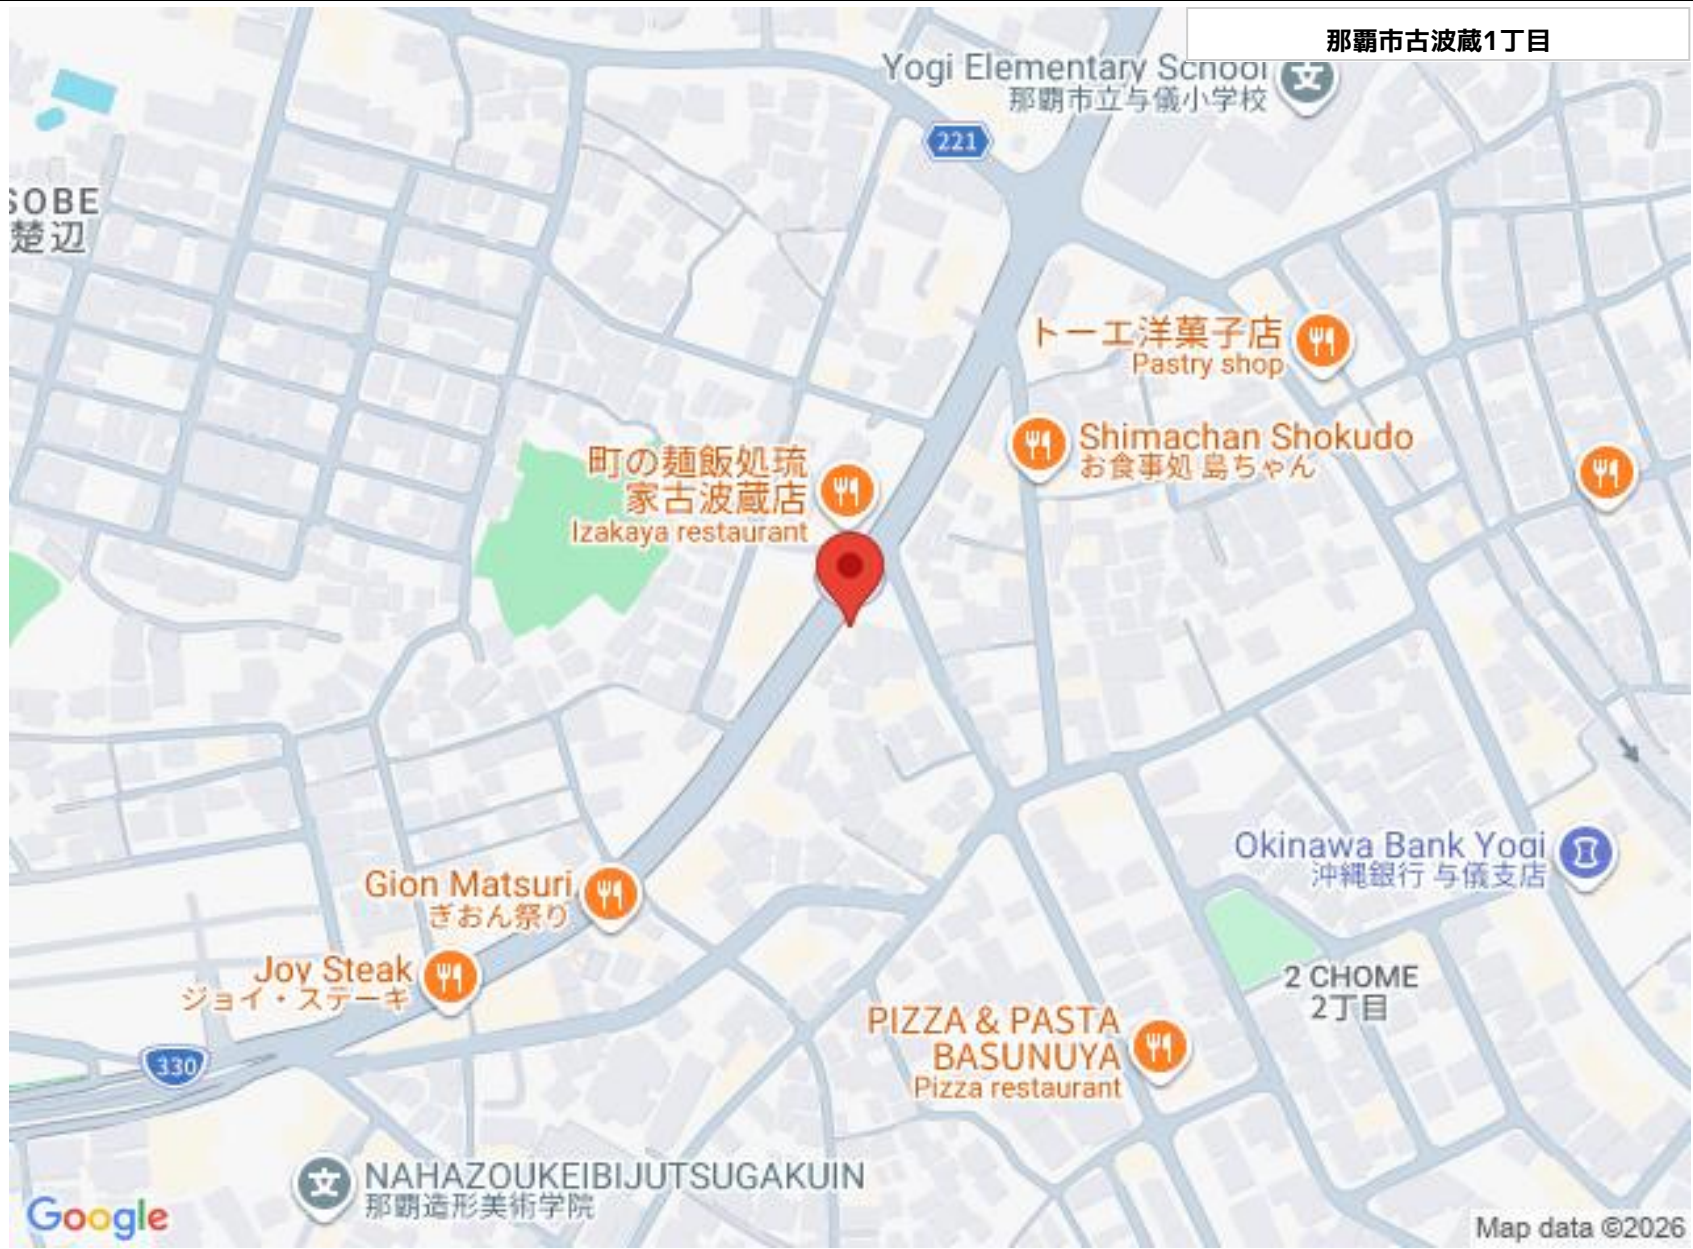 那覇市古波蔵1丁目
Yogi Elementary School
那覇市立与儀小学校
221
SOBE
楚辺
トーエ洋菓子店
Pastry shop
Shimachan Shokudo
お食事処 島ちゃん
町の麺飯処琉
家古波蔵店
Izakaya restaurant
Okinawa Bank Yogi
沖縄銀行 与儀支店
Gion Matsuri
ぎおん祭り
Joy Steak
ジョイ・ステーキ
2 CHOME
2丁目
PIZZA & PASTA
BASUNUYA
Pizza restaurant
330
NAHAZOUKEIBIJUTSUGAKUIN
那覇造形美術学院
Google
Map data ©2026